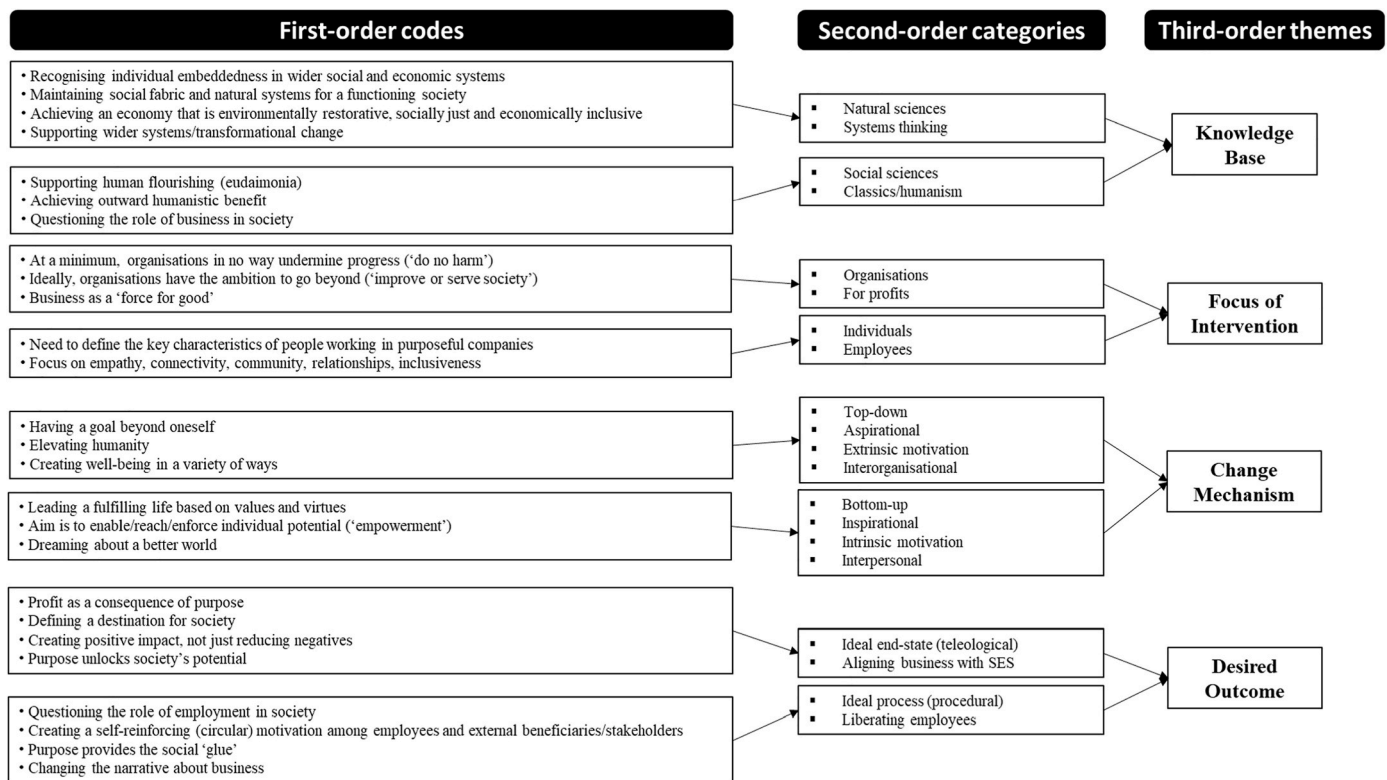 First-order codes
Second-order categories
Third-order themes
• Recognising individual embeddedness in wider social and economic systems
• Maintaining social fabric and natural systems for a functioning society
• Achieving an economy that is environmentally restorative, socially just and economically inclusive
• Supporting wider systems/transformational change
▪ Natural sciences
▪ Systems thinking
• Supporting human flourishing (eudaimonia)
• Achieving outward humanistic benefit
• Questioning the role of business in society
▪ Social sciences
▪ Classics/humanism
Knowledge
Base
• At a minimum, organisations in no way undermine progress (‘do no harm’)
• Ideally, organisations have the ambition to go beyond (‘improve or serve society’)
• Business as a ‘force for good’
▪ Organisations
▪ For profits
• Need to define the key characteristics of people working in purposeful companies
• Focus on empathy, connectivity, community, relationships, inclusiveness
▪ Individuals
▪ Employees
Focus of
Intervention
• Having a goal beyond oneself
• Elevating humanity
• Creating well-being in a variety of ways
▪ Top-down
▪ Aspirational
▪ Extrinsic motivation
▪ Interorganisational
• Leading a fulfilling life based on values and virtues
• Aim is to enable/reach/enforce individual potential (‘empowerment’)
• Dreaming about a better world
▪ Bottom-up
▪ Inspirational
▪ Intrinsic motivation
▪ Interpersonal
Change
Mechanism
• Profit as a consequence of purpose
• Defining a destination for society
• Creating positive impact, not just reducing negatives
• Purpose unlocks society’s potential
▪ Ideal end-state (teleological)
▪ Aligning business with SES
• Questioning the role of employment in society
• Creating a self-reinforcing (circular) motivation among employees and external beneficiaries/stakeholders
• Purpose provides the social ‘glue’
• Changing the narrative about business
▪ Ideal process (procedural)
▪ Liberating employees
Desired
Outcome